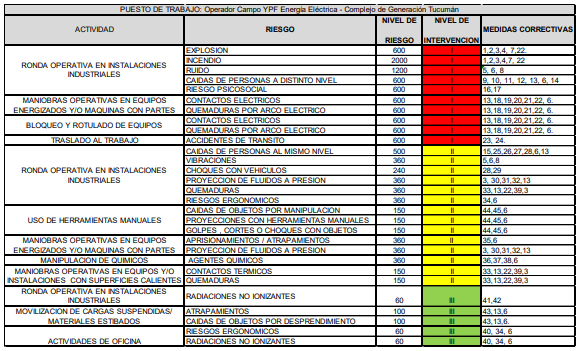 PUESTO DE TRABAJO: Operador Campo YPF Energía Eléctrica - Complejo de Generación Tucumán
ACTIVIDAD RIESGO NIVEL DE RIESGO NIVEL DE INTERVENCION MEDIDAS CORRECTIVAS
RONDA OPERATIVA EN INSTALACIONES INDUSTRIALES
EXPLOSION 600 I 1,2,3,4, 7,22.
INCENDIO 2000 I 1,2,3,4,7, 22
RUIDO 1200 I 5, 6, 8
CAIDAS DE PERSONAS A DISTINTO NIVEL 600 I 9, 10, 11, 12, 13, 6, 14
RIESGO PSICOSOCIAL 600 I 16,17
MANIOBRAS OPERATIVAS EN EQUIPOS ENERGIZADOS Y/O MAQUINAS CON PARTES
CONTACTOS ELECTRICOS 600 I 13,18,19,20,21,22, 6.
QUEMADURAS POR ARCO ELECTRICO 600 I 13,18,19,20,21,22, 6.
BLOQUEO Y ROTULADO DE EQUIPOS
CONTACTOS ELECTRICOS 600 I 13,18,19,20,21,22, 6.
QUEMADURAS POR ARCO ELECTRICO 600 I 13,18,19,20,21,22, 6.
TRASLADO AL TRABAJO ACCIDENTES DE TRANSITO 600 I 23, 24.
RONDA OPERATIVA EN INSTALACIONES INDUSTRIALES
CAIDAS DE PERSONAS AL MISMO NIVEL 500 II 15,25,26,27,28,6,13
VIBRACIONES 360 II 5,6,8
CHOQUES CON VEHICULOS 240 II 28,29
PROYECCION DE FLUIDOS A PRESION 360 II 3, 30,31,32,13
QUEMADURAS 360 II 33,13,22,39,3
RIESGOS ERGONOMICOS 360 II 34,6
USO DE HERRAMIENTAS MANUALES
CAIDAS DE OBJETOS POR MANIPULACION 150 II 44,45,6
PROYECCIONES CON HERRAMIENTAS MANUALES 150 II 44,45,6
GOLPES , CORTES O CHOQUES CON OBJETOS 150 II 44,45,6
MANIOBRAS OPERATIVAS EN EQUIPOS ENERGIZADOS Y/O MAQUINAS CON PARTES
APRISIONAMIENTOS / ATRAPAMIENTOS 360 II 35,6
PROYECCION DE FLUIDOS A PRESION 360 II 3, 30,31,32,13
MANIPULACION DE QUIMICOS AGENTES QUIMICOS 360 II 36,37,38,6
MANIOBRAS OPERATIVAS EN EQUIPOS Y/O INSTALACIONES CON SUPERFICIES CALIENTES
CONTACTOS TERMICOS 150 II 33,13,22,39,3
QUEMADURAS 150 II 33,13,22,39,3
RONDA OPERATIVA EN INSTALACIONES INDUSTRIALES RADIACIONES NO IONIZANTES 60 III 41,42
MOVILIZACION DE CARGAS SUSPENDIDAS/ MATERIALES ESTIBADOS
ATRAPAMIENTOS 100 III 43,13,6
CAIDAS DE OBJETOS POR DESPRENDIMIENTO 100 III 43,13,6.
ACTIVIDADES DE OFICINA
RIESGOS ERGONOMICOS 60 III 40, 34, 6
RADIACIONES NO IONIZANTES 60 III 40, 34, 6